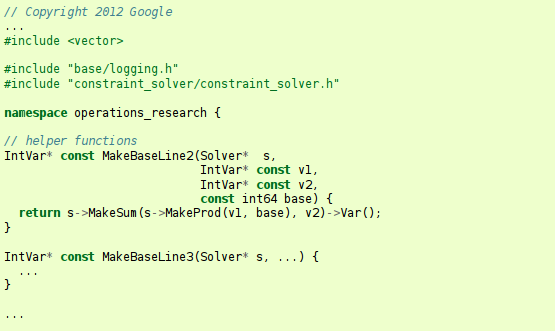 // Copyright 2012 Google
...
#include <vector>

#include "base/logging.h"
#include "constraint_solver/constraint_solver.h"

namespace operations_research {

// helper functions
IntVar* const MakeBaseLine2(Solver*  s,
                            IntVar* const v1,
                            IntVar* const v2,
                            const int64 base) {
  return s->MakeSum(s->MakeProd(v1, base), v2)->Var();
}

IntVar* const MakeBaseLine3(Solver* s, ...) {
  ...
}

...